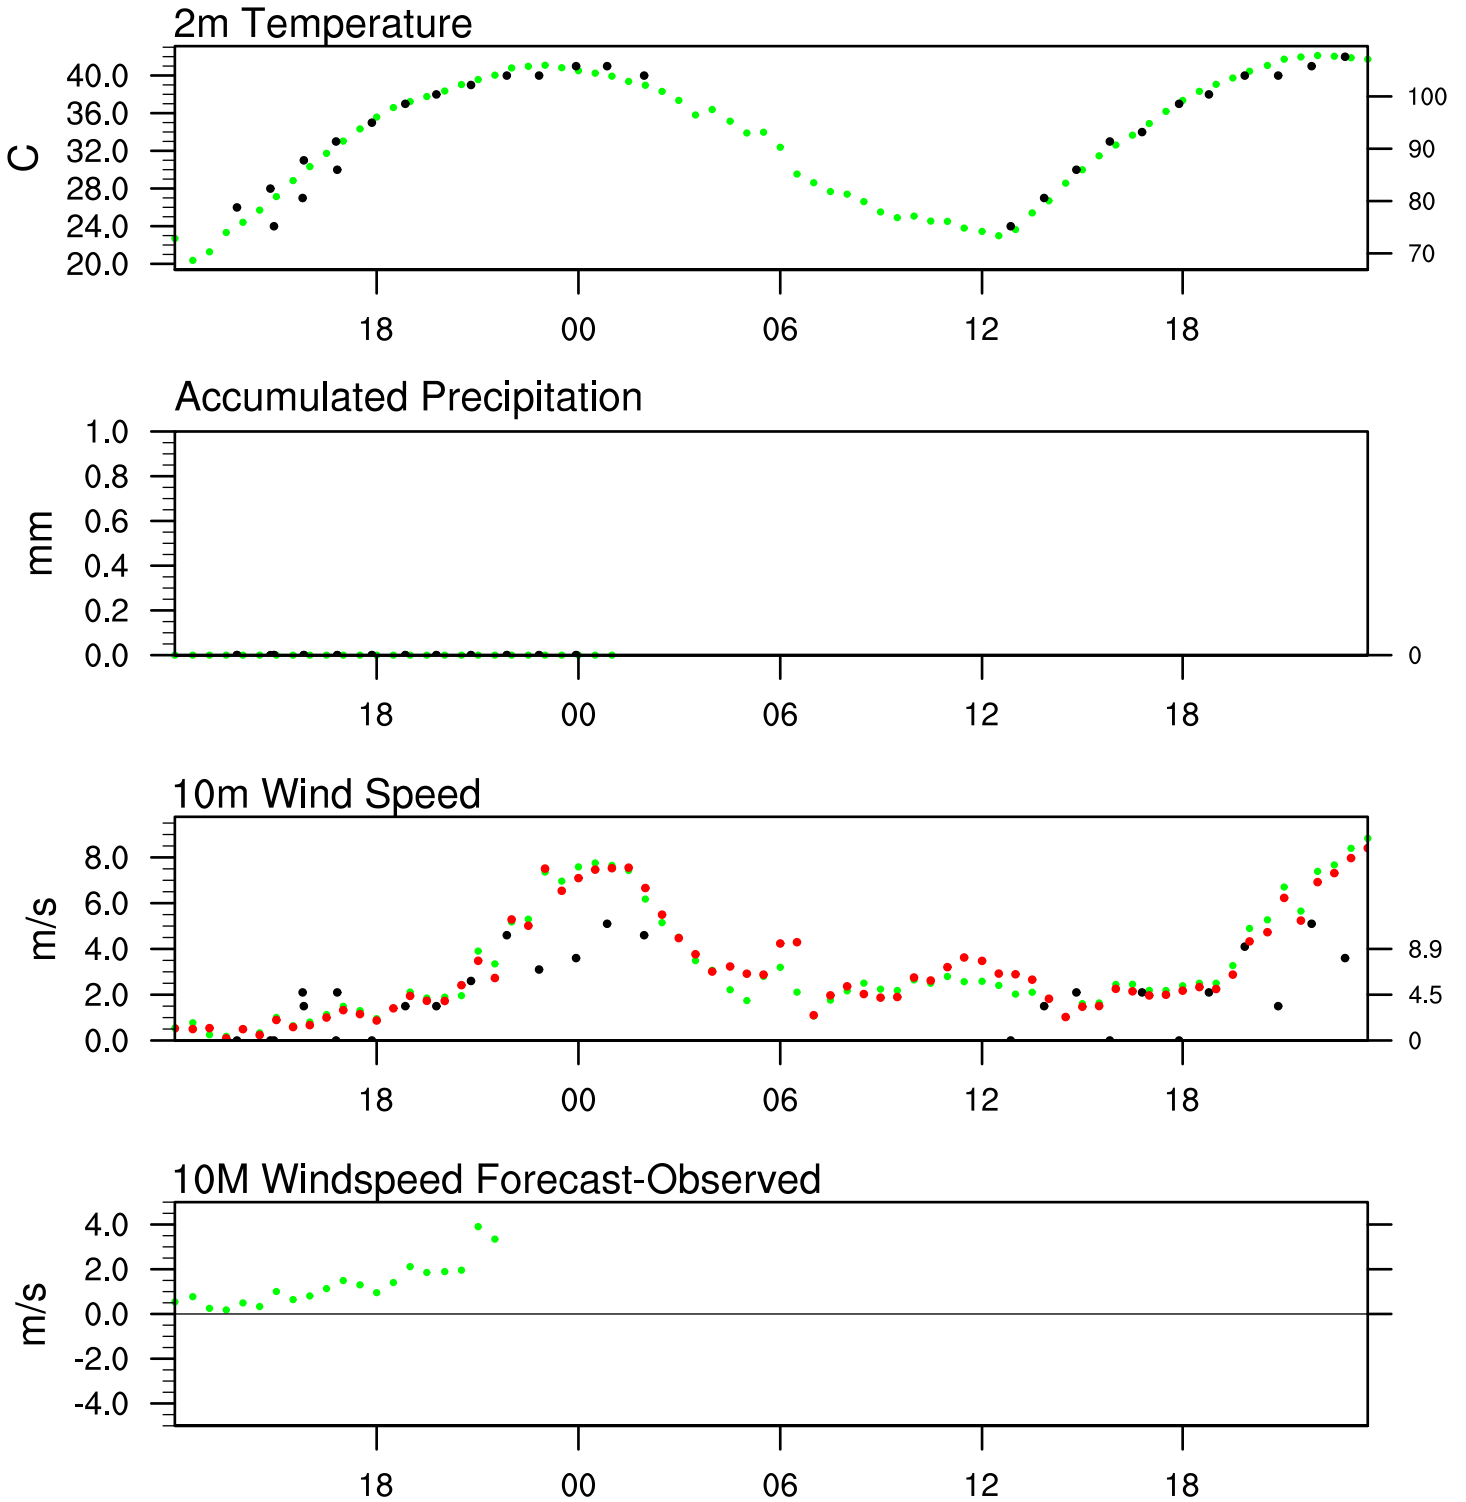 2m Temperature
40.0
36.0
32.0
28.0
24.0
20.0
C
100
90
80
70
18 00 06 12 18
Accumulated Precipitation
1.0
0.8
0.6
0.4
0.2
0.0
mm
0
18 00 06 12 18
10m Wind Speed
8.0
6.0
4.0
2.0
0.0
m/s
8.9
4.5
0
18 00 06 12 18
10M Windspeed Forecast-Observed
4.0
2.0
0.0
-2.0
-4.0
m/s
18 00 06 12 18